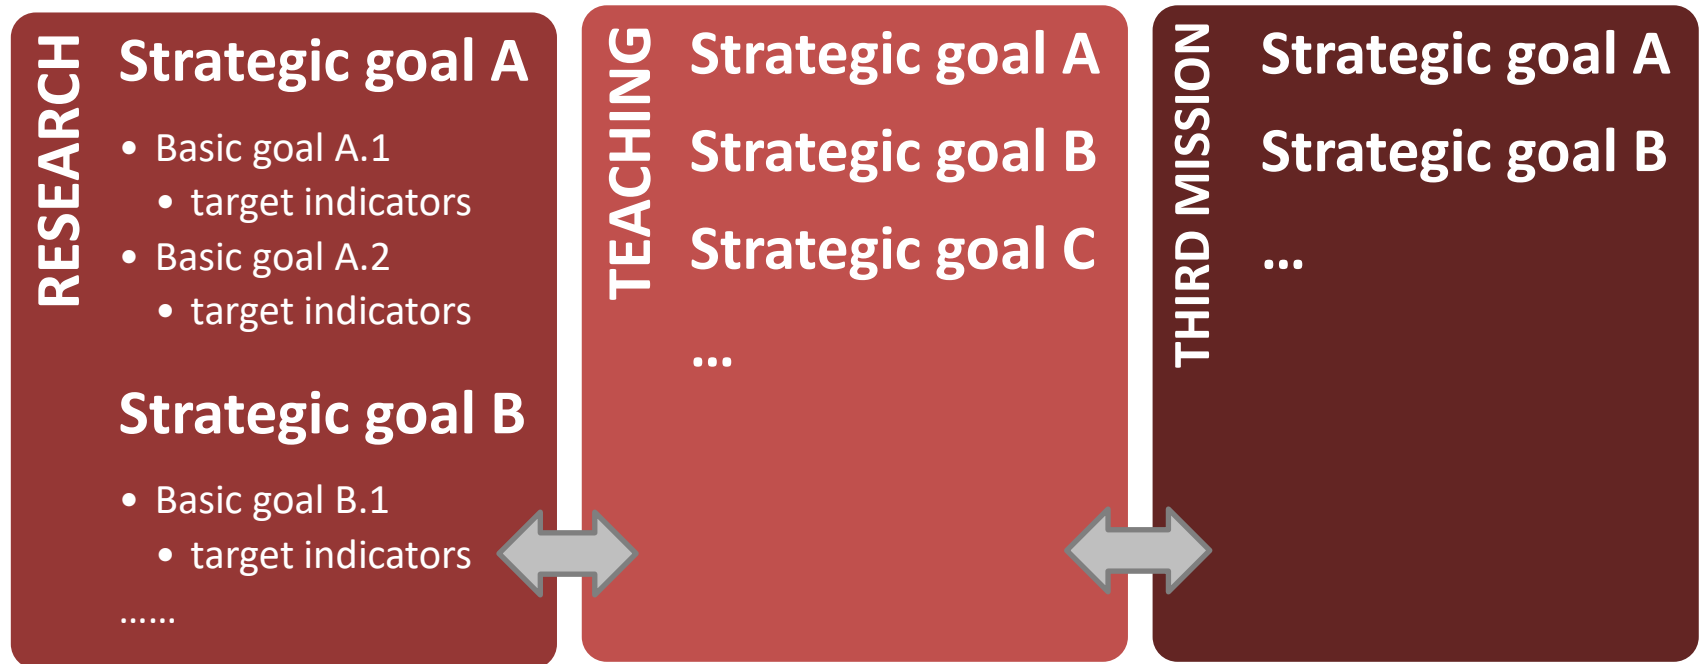 RESEARCH
Strategic goal A
• Basic goal A.1
• target indicators
• Basic goal A.2
• target indicators
Strategic goal B
• Basic goal B.1
• target indicators
......
TEACHING
Strategic goal A
Strategic goal B
Strategic goal C
...
THIRD MISSION
Strategic goal A
Strategic goal B
...